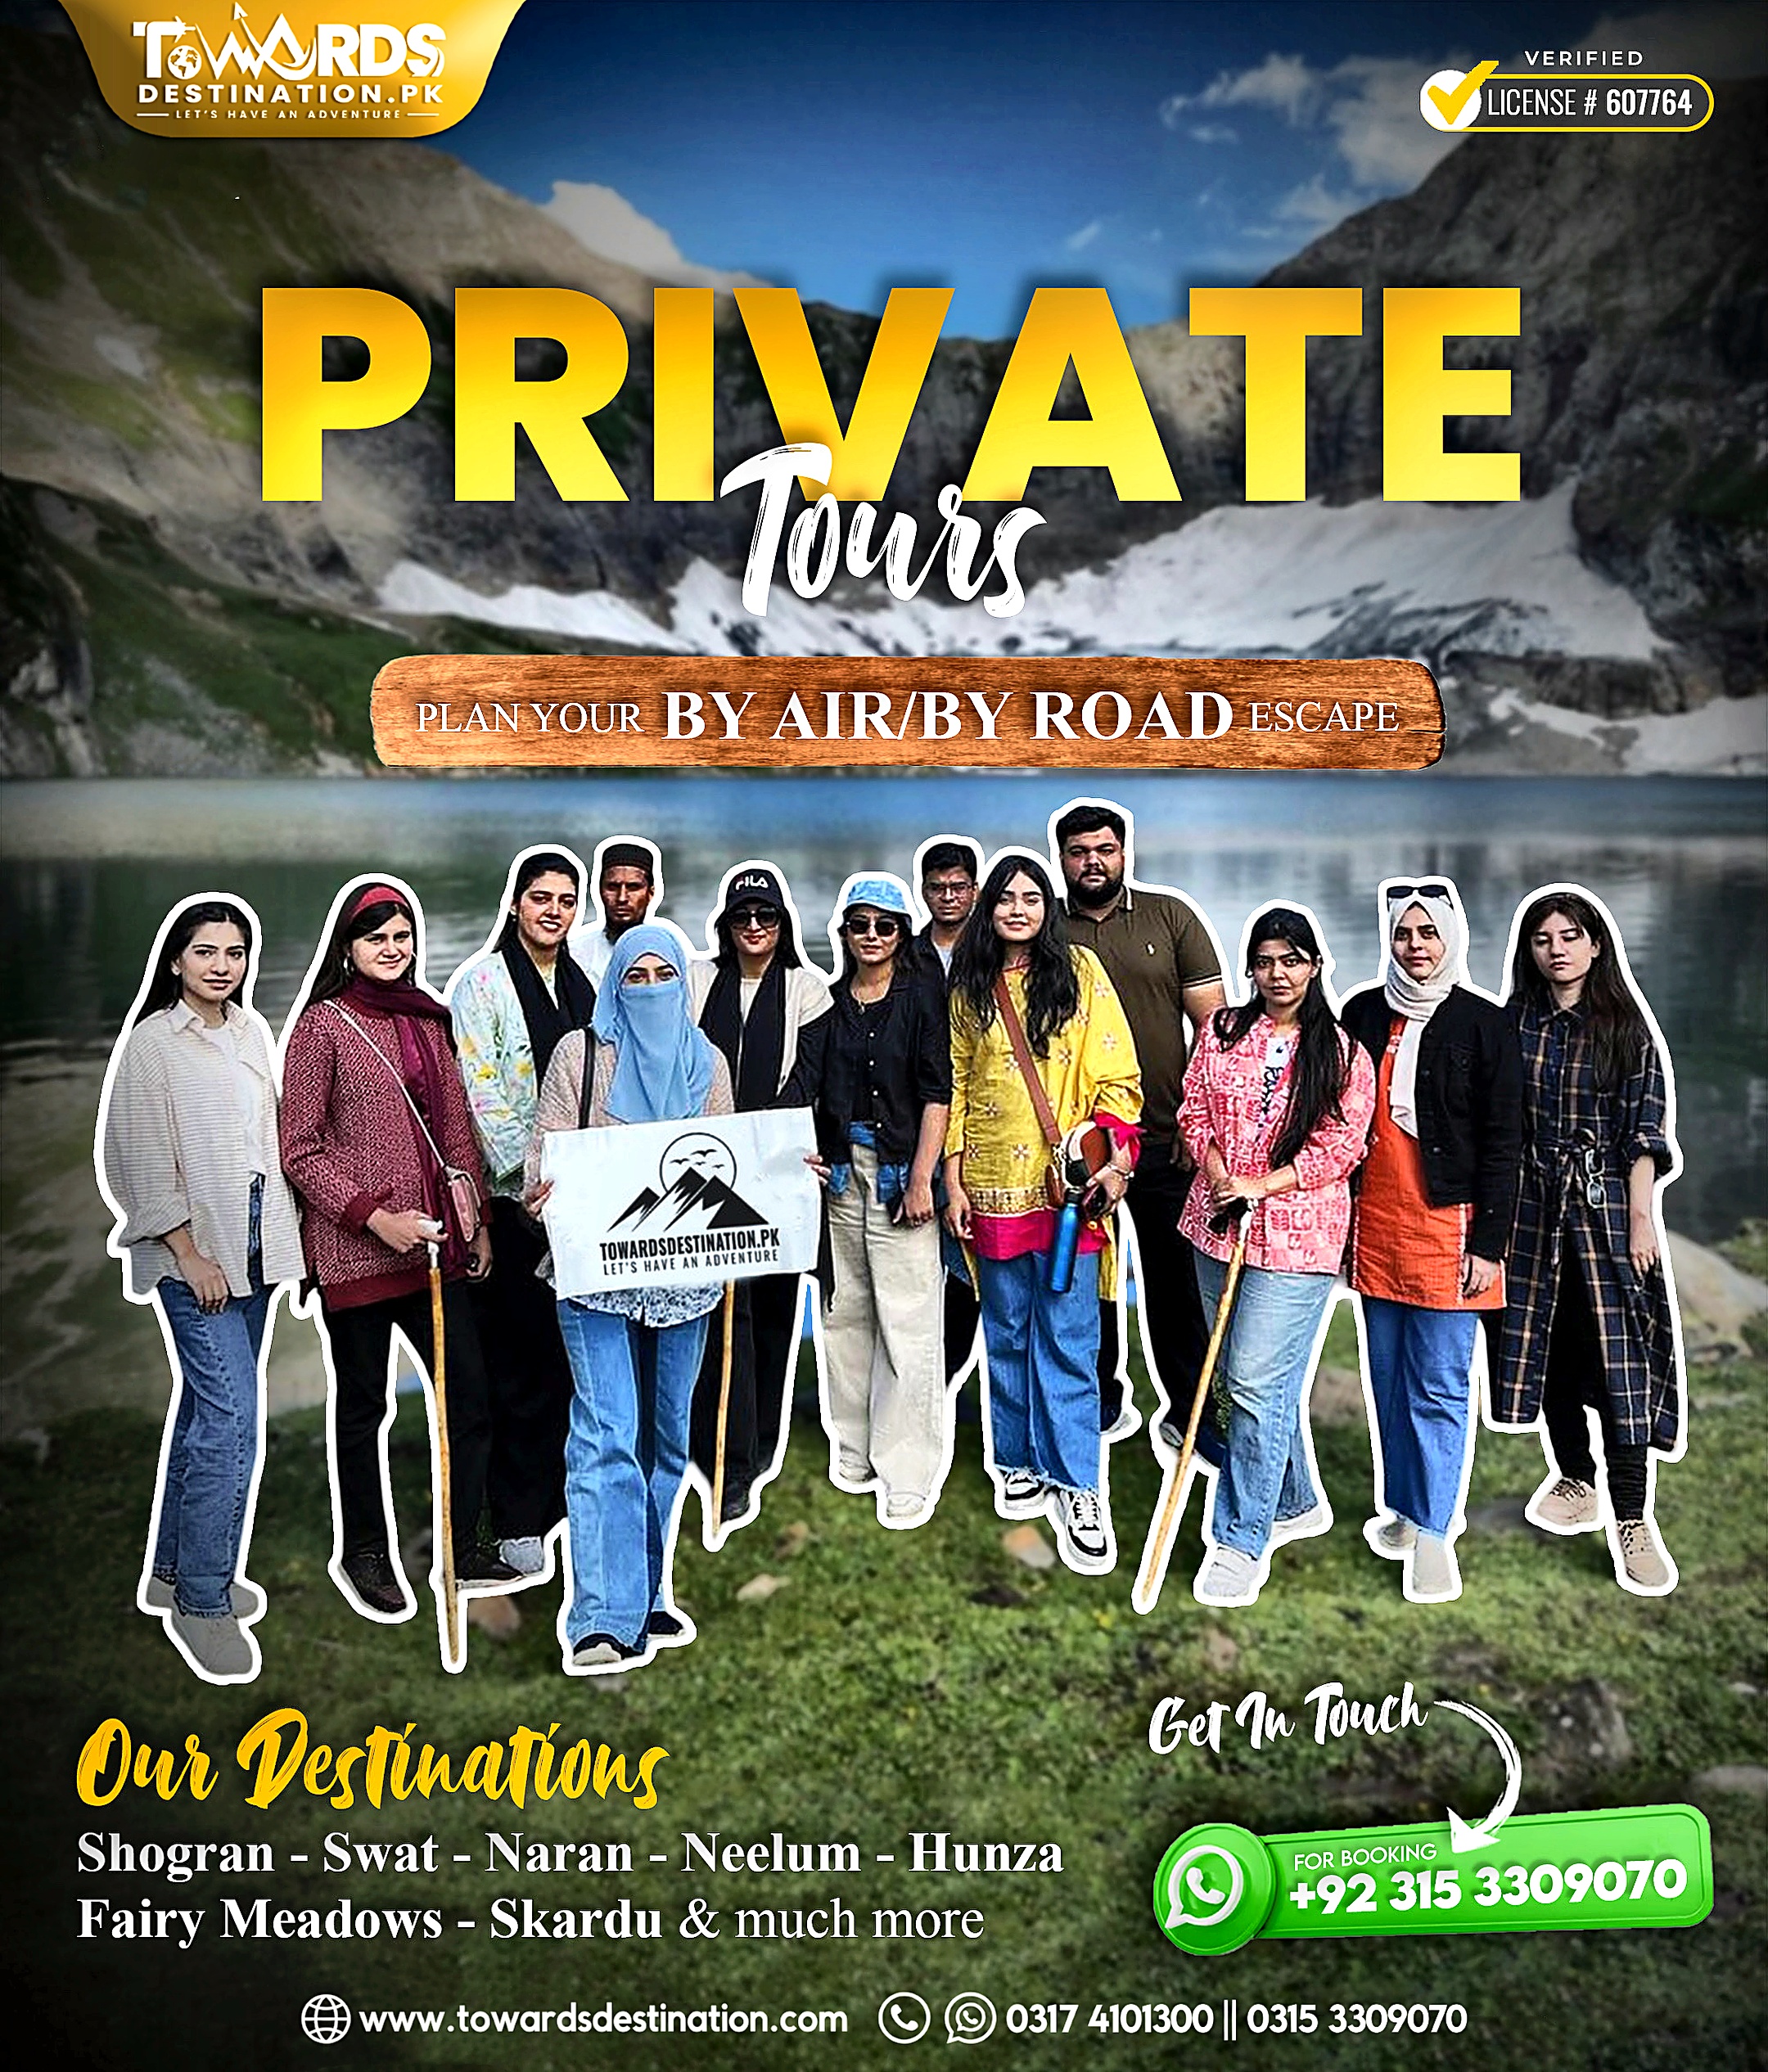 TOWARDS
DESTINATION.PK
LET'S HAVE AN ADVENTURE
VERIFIED
LICENSE # 607764
PRIVATE
Tours
PLAN YOUR BY AIR/BY ROAD ESCAPE
FILA
TOWARDSDESTINATION.PK
LET'S HAVE AN ADVENTURE
Get In Touch
Our Destinations
Shogran - Swat - Naran - Neelum - Hunza
Fairy Meadows - Skardu & much more
FOR BOOKING
+92 315 3309070
www.towardsdestination.com 0317 4101300 || 0315 3309070